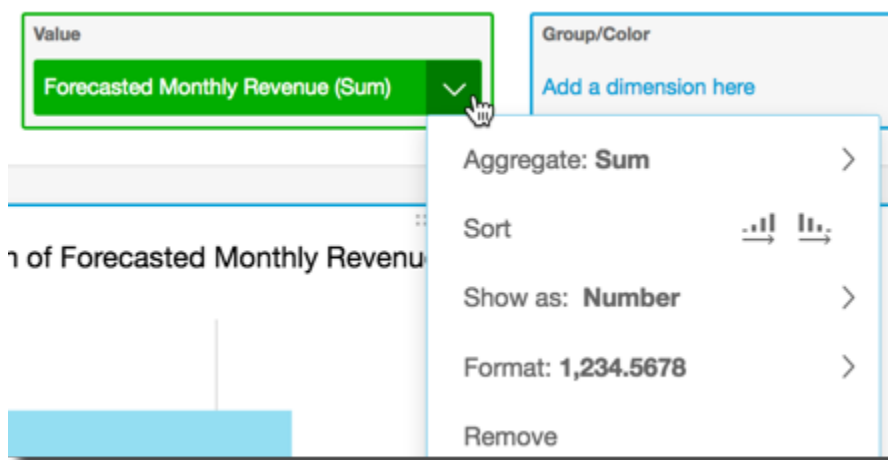 Value
Group/Color
Forecasted Monthly Revenue (Sum)
Add a dimension here
Aggregate: Sum
Sort
of Forecasted Monthly Revenu
Show as: Number
Format: 1,234.5678
Remove